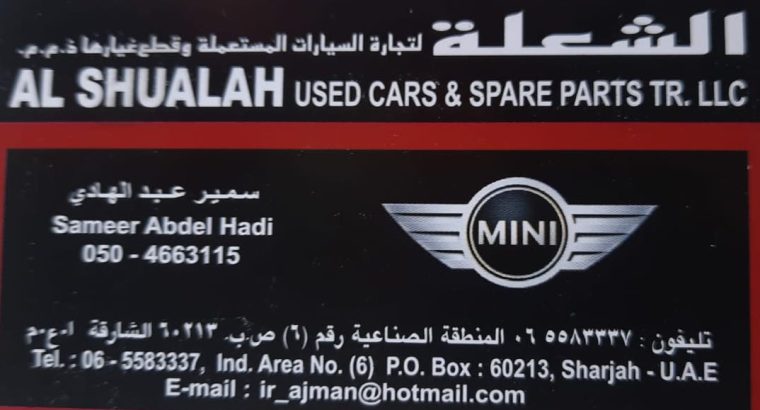 الشعلة لتجارة السيارات المستعملة وقطع غيارها ذ.م.م.
AL SHUALAH USED CARS & SPARE PARTS TR. LLC
سمير عبد الهادي
Sameer Abdel Hadi
050 - 4663115
MINI
تليفون : ٥٥٨٣٣٣٧ ٠٦ المنطقة الصناعية رقم (٦) ص.ب. ٦٠٢١٣ الشارقة ا-ع-م
Tel. : 06 - 5583337, Ind. Area No. (6) P.O. Box : 60213, Sharjah - U.A.E
E-mail : ir_ajman@hotmail.com